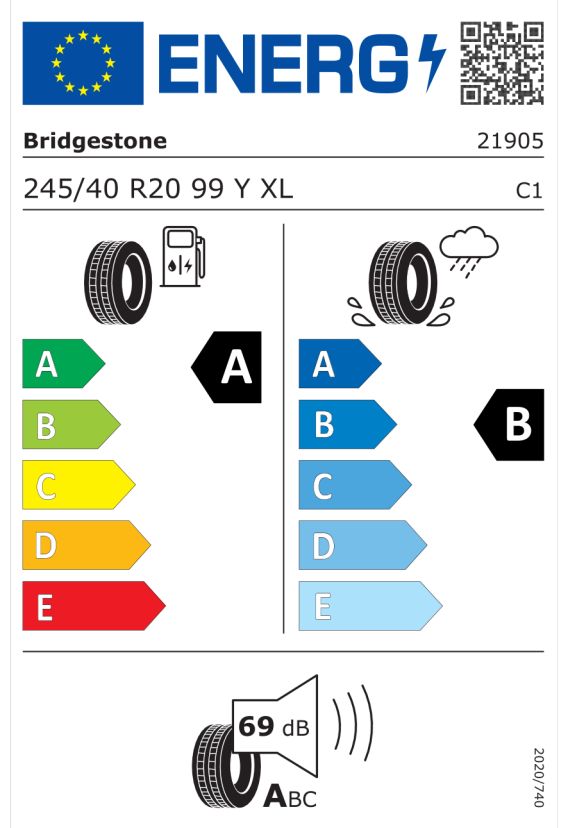 ENERG
Bridgestone 21905
245/40 R20 99 Y XL C1
A A A
B B B
C C
D D
E E
69 dB
ABC
2020/740